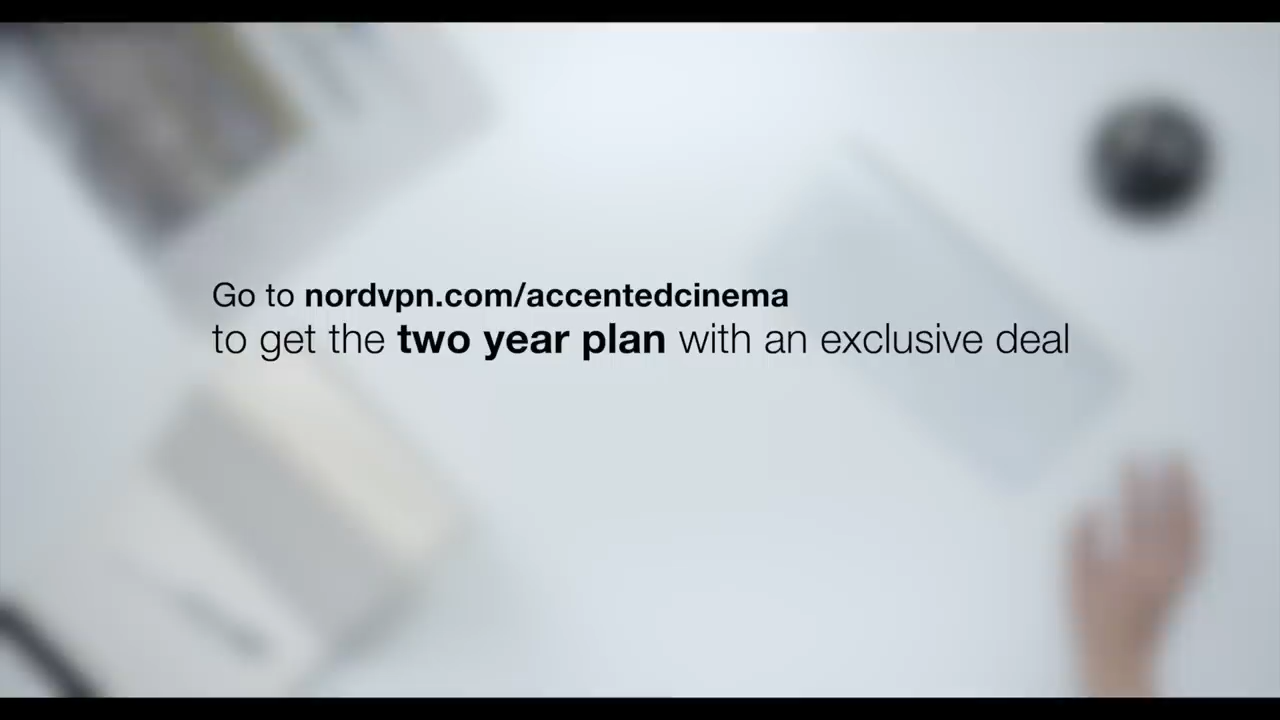 Go to nordvpn.com/accentedcinema
to get the two year plan with an exclusive deal